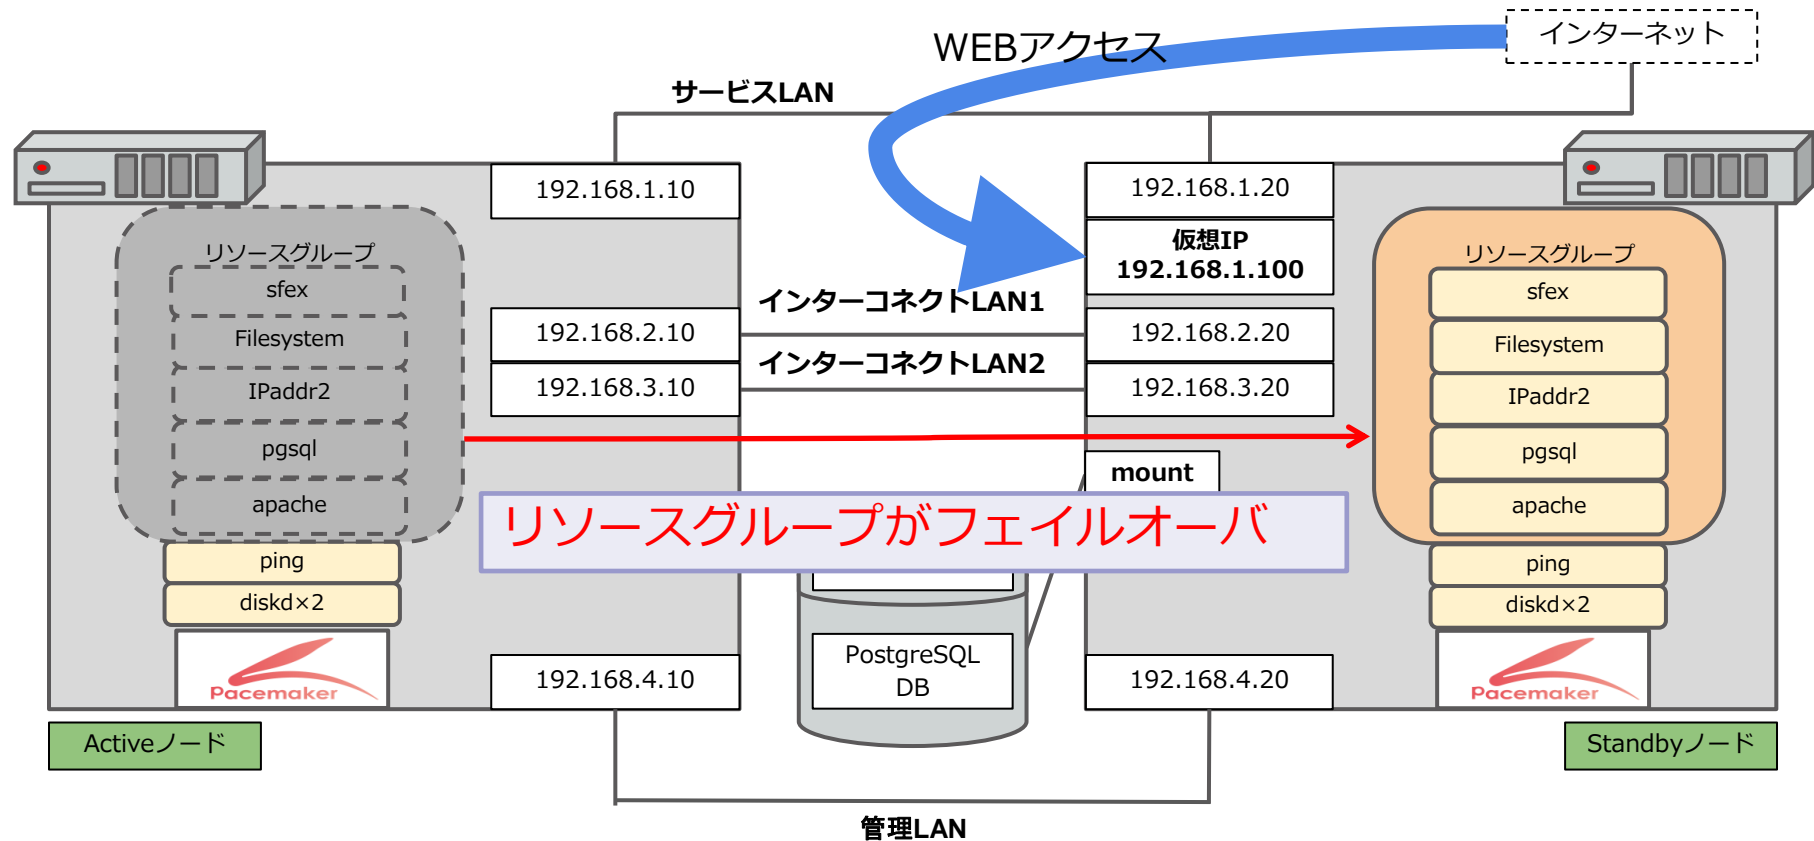 インターネット
WEBアクセス
サービスLAN
192.168.1.10
192.168.1.20
仮想IP
192.168.1.100
リソースグループ
sfex
Filesystem
IPaddr2
pgsql
apache
ping
diskd×2
Pacemaker
Activeノード
インターコネクトLAN1
192.168.2.10
192.168.2.20
インターコネクトLAN2
192.168.3.10
192.168.3.20
mount
リソースグループがフェイルオーバ
PostgreSQL
DB
192.168.4.10
192.168.4.20
リソースグループ
sfex
Filesystem
IPaddr2
pgsql
apache
ping
diskd×2
Pacemaker
Standbyノード
管理LAN